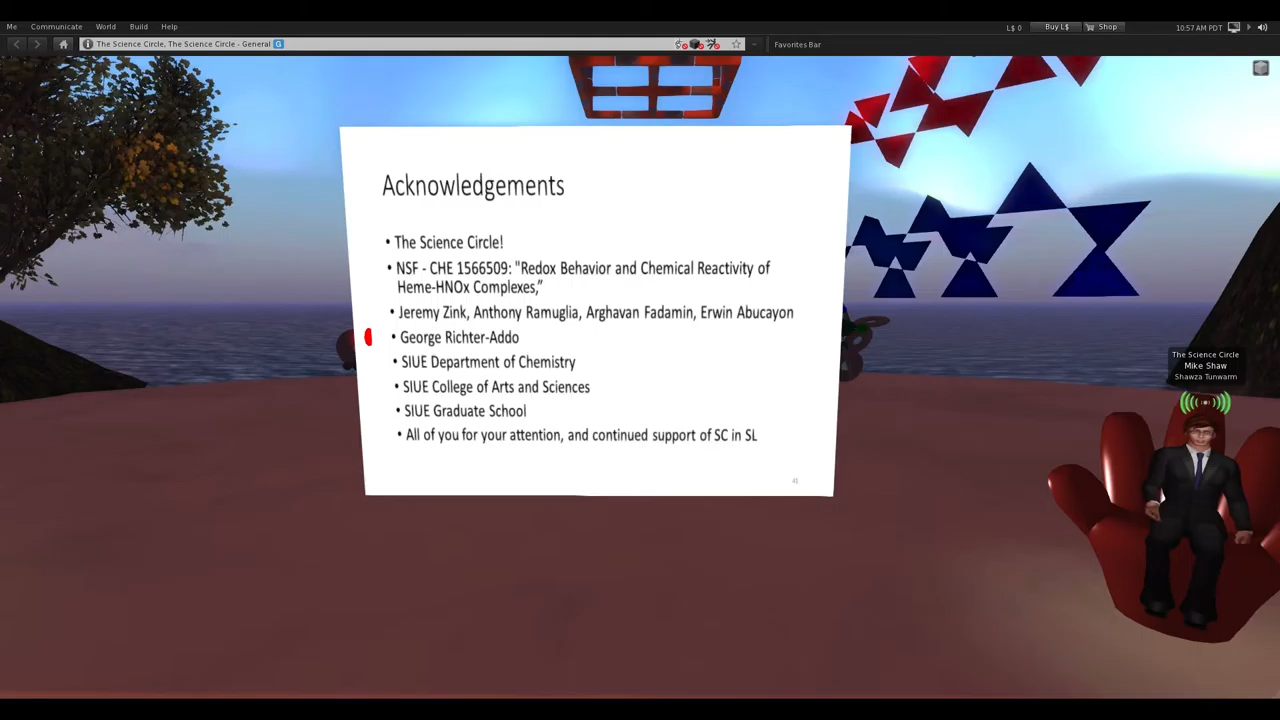 Me Communicate World Build Help
L$ 0 Buy L$ Shop 10:57 AM PDT
The Science Circle, The Science Circle - General G
Favorites Bar
Acknowledgements
• The Science Circle!
• NSF - CHE 1566509: "Redox Behavior and Chemical Reactivity of
Heme-HNOx Complexes,”
• Jeremy Zink, Anthony Ramuglia, Arghavan Fadamin, Erwin Abucayon
• George Richter-Addo
• SIUE Department of Chemistry
• SIUE College of Arts and Sciences
• SIUE Graduate School
• All of you for your attention, and continued support of SC in SL
41
The Science Circle
Mike Shaw
Shawza Tunwarm